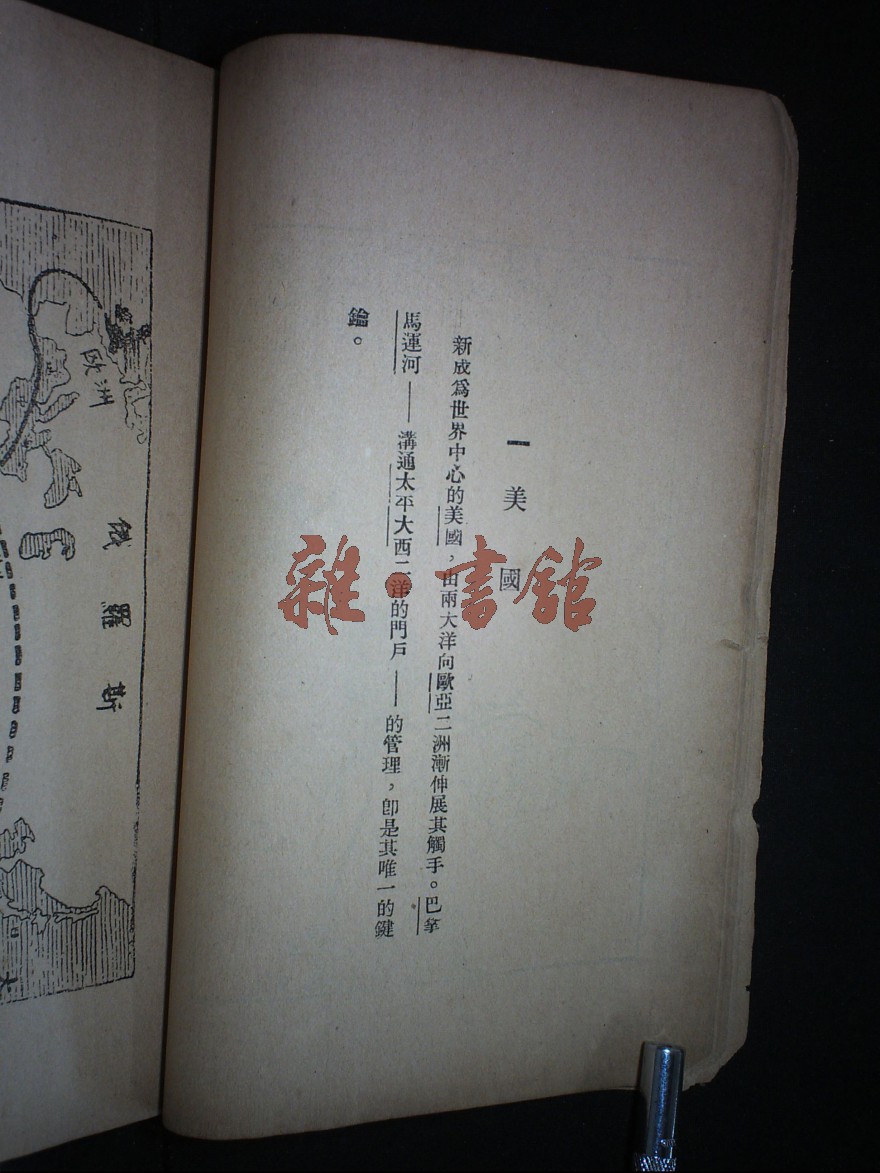 一 美 國
新成爲世界中心的美國，由兩大洋向歐亞二洲漸伸展其觸手。巴拿
馬運河——溝通太平大西二洋的門戶——的管理，卽是其唯一的鍵
鑰。
歐洲
俄羅斯
雜·書館